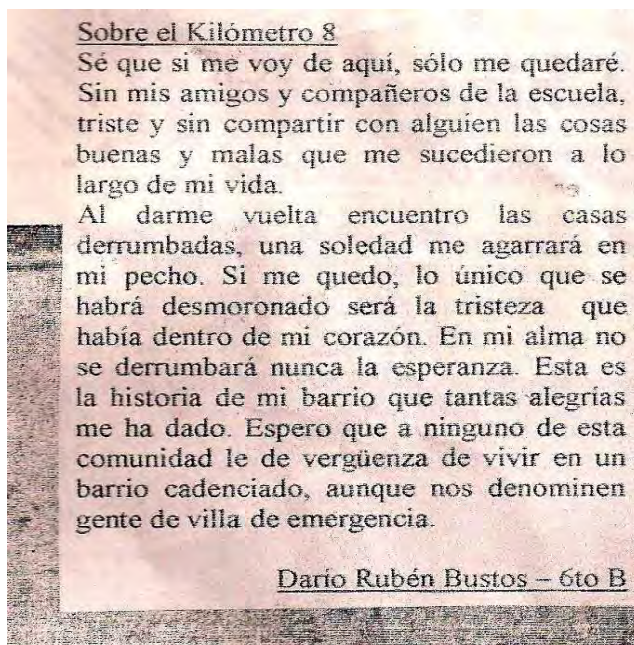 Sobre el Kilómetro 8
Sé que si me voy de aquí, sólo me quedaré.
Sin mis amigos y compañeros de la escuela,
triste y sin compartir con alguien las cosas
buenas y malas que me sucedieron a lo
largo de mi vida.
Al darme vuelta encuentro las casas
derrumbadas, una soledad me agarrará en
mi pecho. Si me quedo, lo único que se
habrá desmoronado será la tristeza que
había dentro de mi corazón. En mi alma no
se derrumbará nunca la esperanza. Esta es
la historia de mi barrio que tantas alegrías
me ha dado. Espero que a ninguno de esta
comunidad le de vergüenza de vivir en un
barrio cadenciado, aunque nos denominen
gente de villa de emergencia.
Darío Rubén Bustos – 6to B